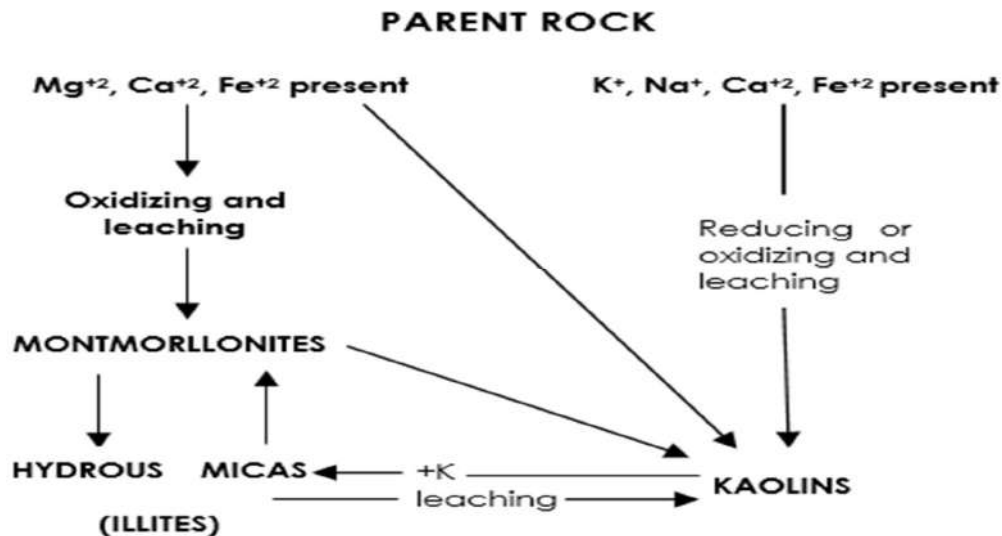 PARENT ROCK
Mg⁺², Ca⁺², Fe⁺² present
K⁺, Na⁺, Ca⁺², Fe⁺² present
Oxidizing and
leaching
Reducing or
oxidizing and
leaching
MONTMORLLONITES
HYDROUS MICAS
+K
leaching
KAOLINS
(ILLITES)